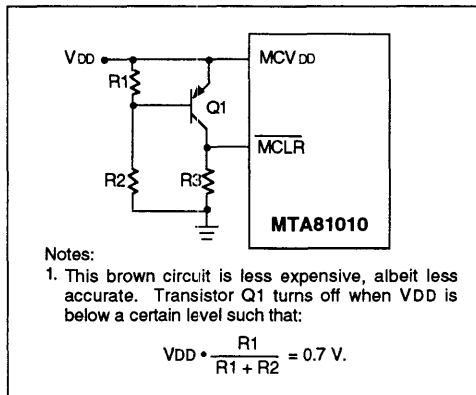 VDD
MCVDD
R1
Q1
MCLR
R2
R3
MTA81010
Notes:
1. This brown circuit is less expensive, albeit less
accurate. Transistor Q1 turns off when VDD is
below a certain level such that:
VDD • R1 / R1 + R2 = 0.7 V.